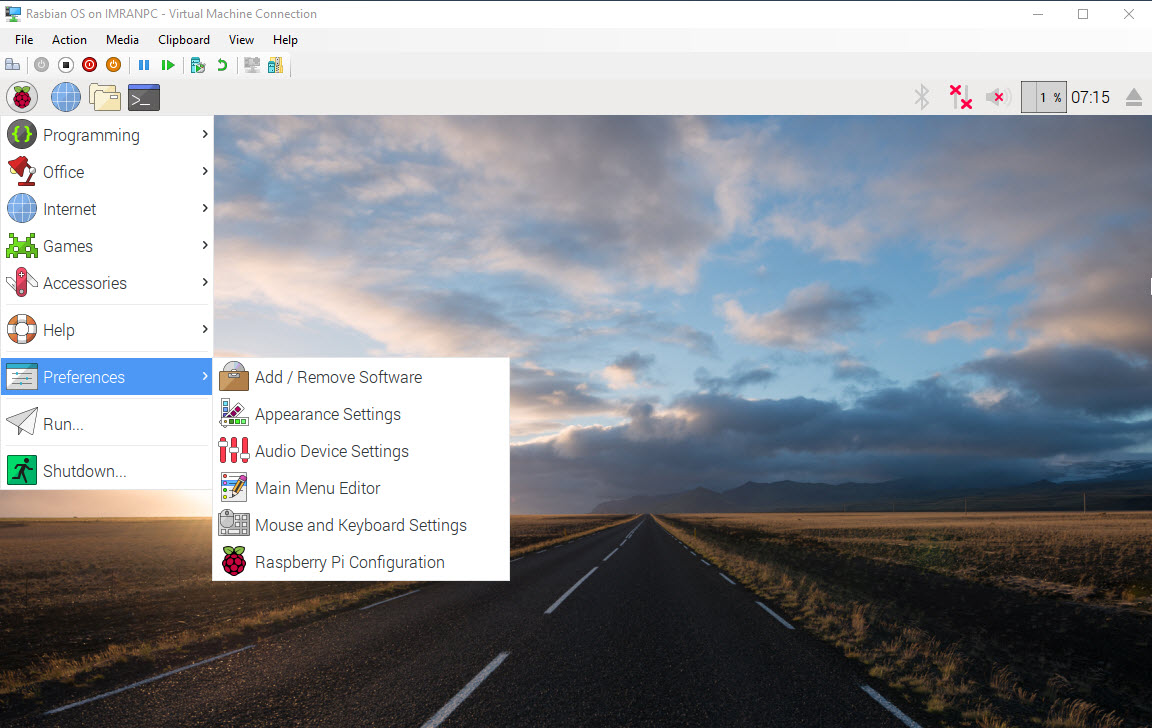 Rasbian OS on IMRANPC - Virtual Machine Connection
File Action Media Clipboard View Help
>_ 1 % 07:15
Programming
Office
Internet
Games
Accessories
Help
Preferences
Run...
Shutdown...
Add / Remove Software
Appearance Settings
Audio Device Settings
Main Menu Editor
Mouse and Keyboard Settings
Raspberry Pi Configuration